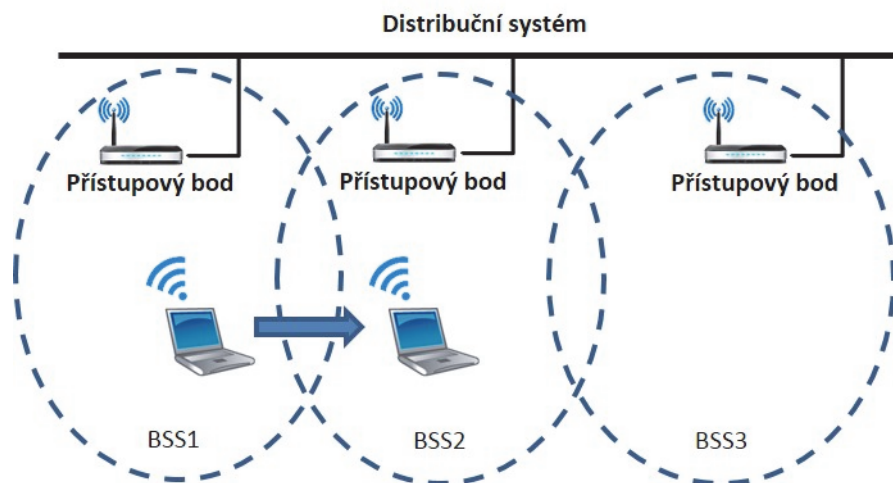 Distribuční systém
Přístupový bod
Přístupový bod
Přístupový bod
BSS1
BSS2
BSS3